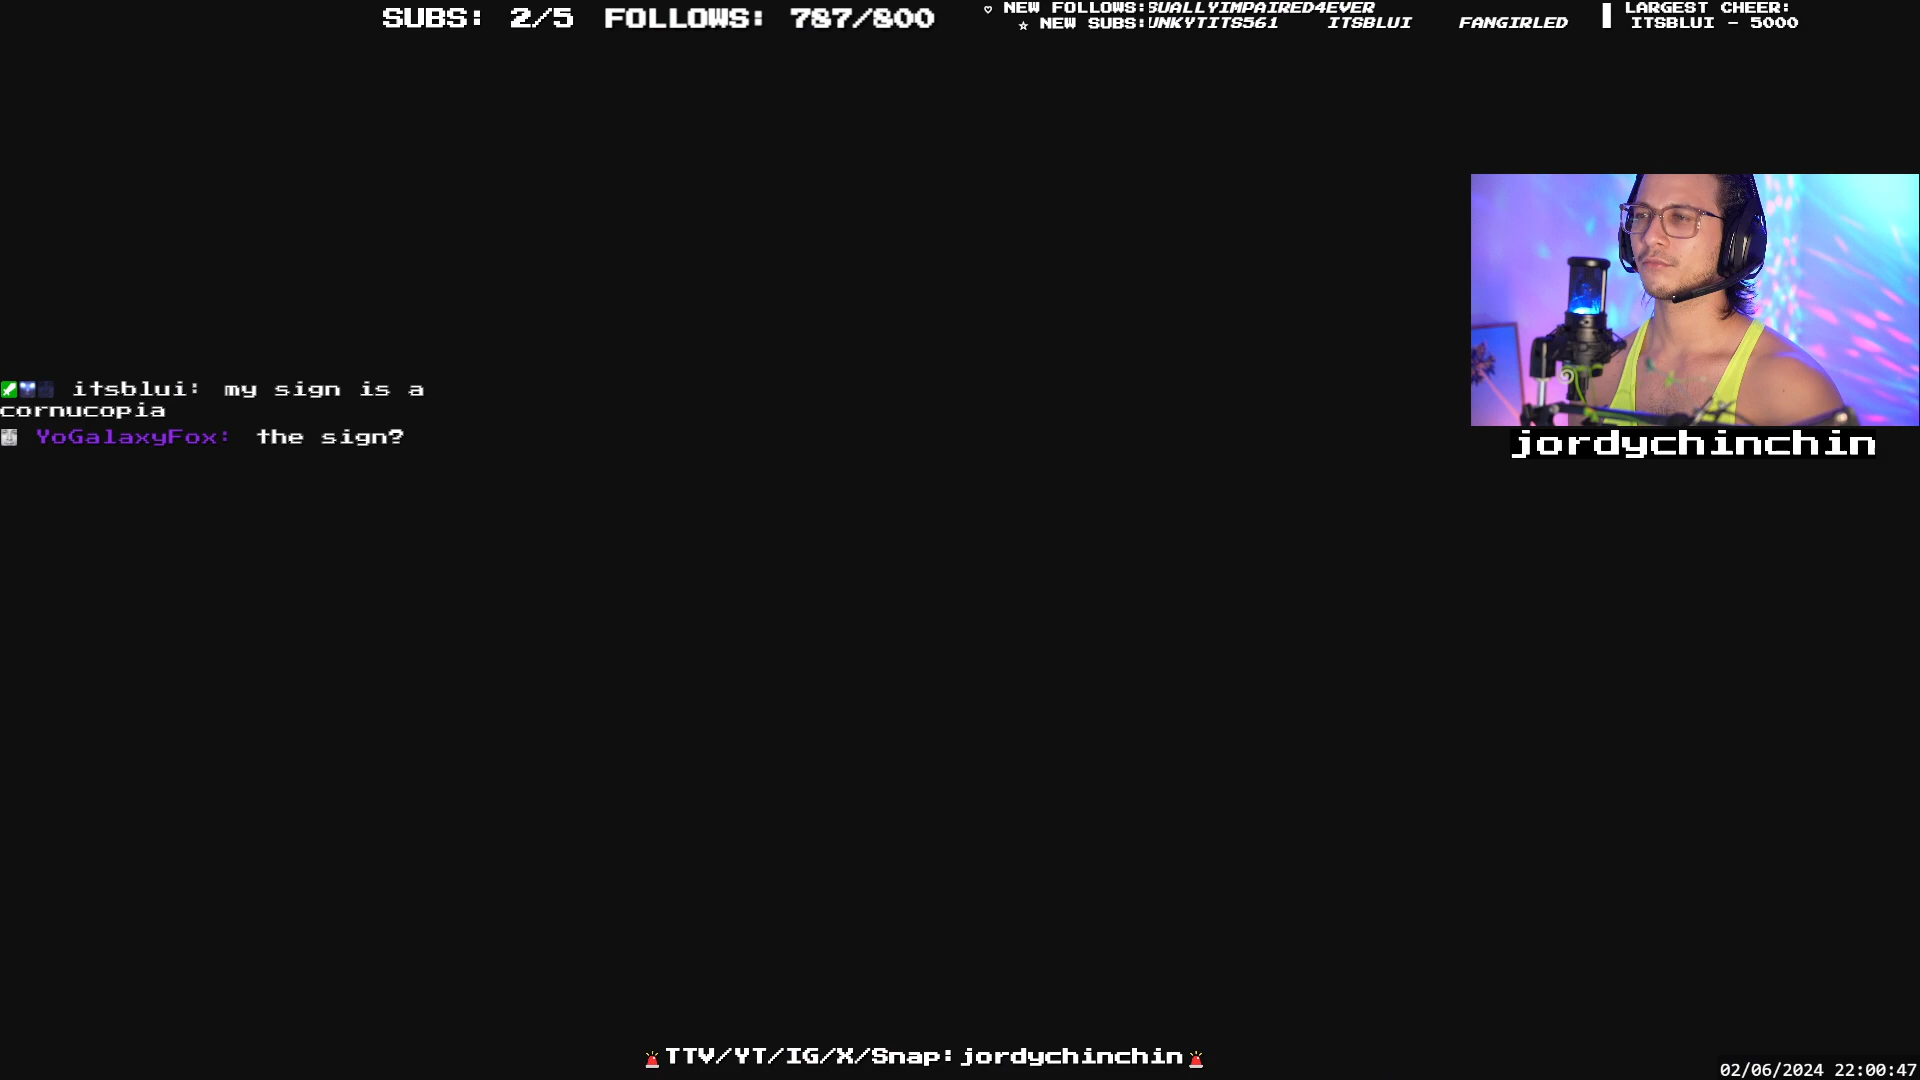 SUBS: 2/5 FOLLOWS: 787/800
♡ NEW FOLLOWS:SUALLYIMPAIRED4EVER
☆ NEW SUBS:UNKYTITS561 ITSBLUI FANGIRLED
LARGEST CHEER:
ITSBLUI - 5000
itsblui: my sign is a
cornucopia
YoGalaxyFox: the sign?
jordychinchin
TTV/YT/IG/X/Snap:jordychinchin
02/06/2024 22:00:47